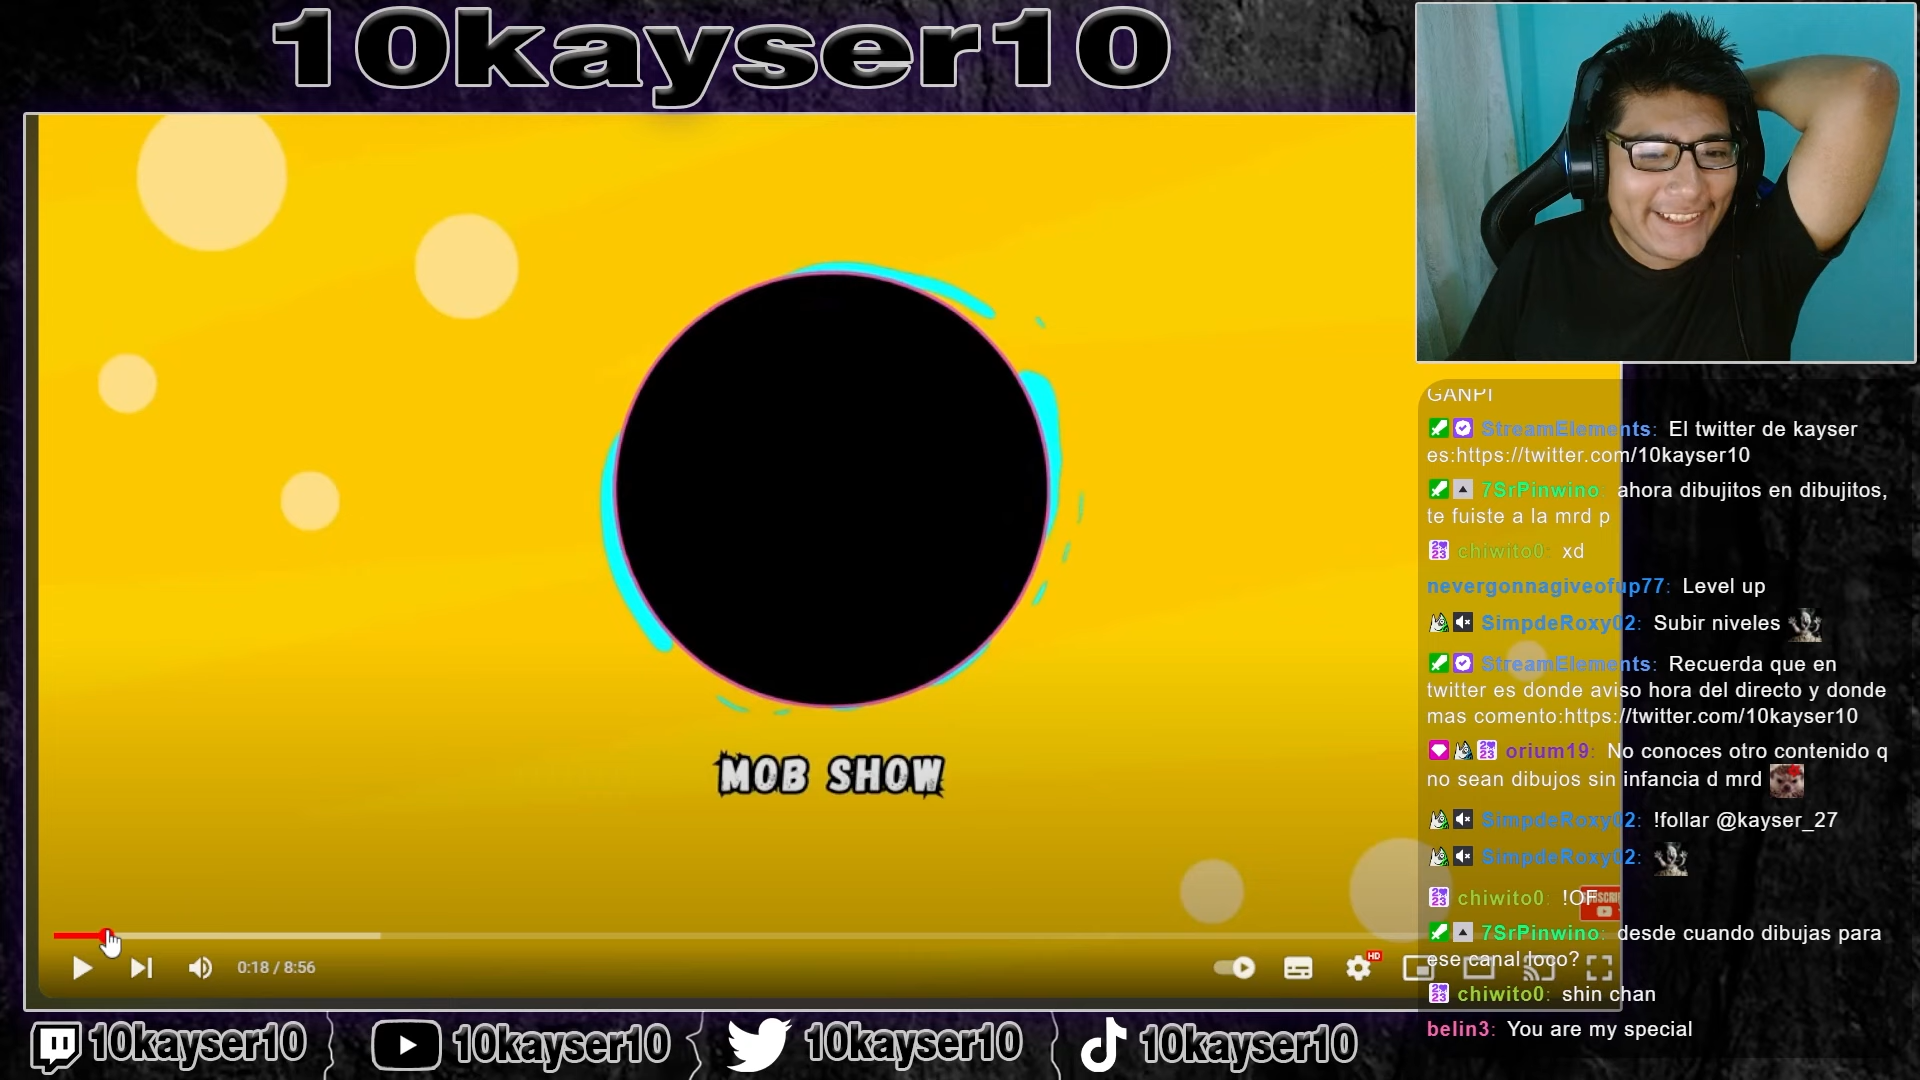 10kayser10
MOB SHOW
0:18 / 8:56
HD
GANPI
StreamElements: El twitter de kayser
es:https://twitter.com/10kayser10
7SrPinwino: ahora dibujitos en dibujitos,
te fuiste a la mrd p
chiwito0: xd
nevergonnagiveofup77: Level up
SimpdeRoxy02: Subir niveles
StreamElements: Recuerda que en
twitter es donde aviso hora del directo y donde
mas comento:https://twitter.com/10kayser10
orium19: No conoces otro contenido q
no sean dibujos sin infancia d mrd
SimpdeRoxy02: !follar @kayser_27
SimpdeRoxy02:
chiwito0: !OF
7SrPinwino: desde cuando dibujas para
ese canal loco?
chiwito0: shin chan
belin3: You are my special
10kayser10
10kayser10
10kayser10
10kayser10